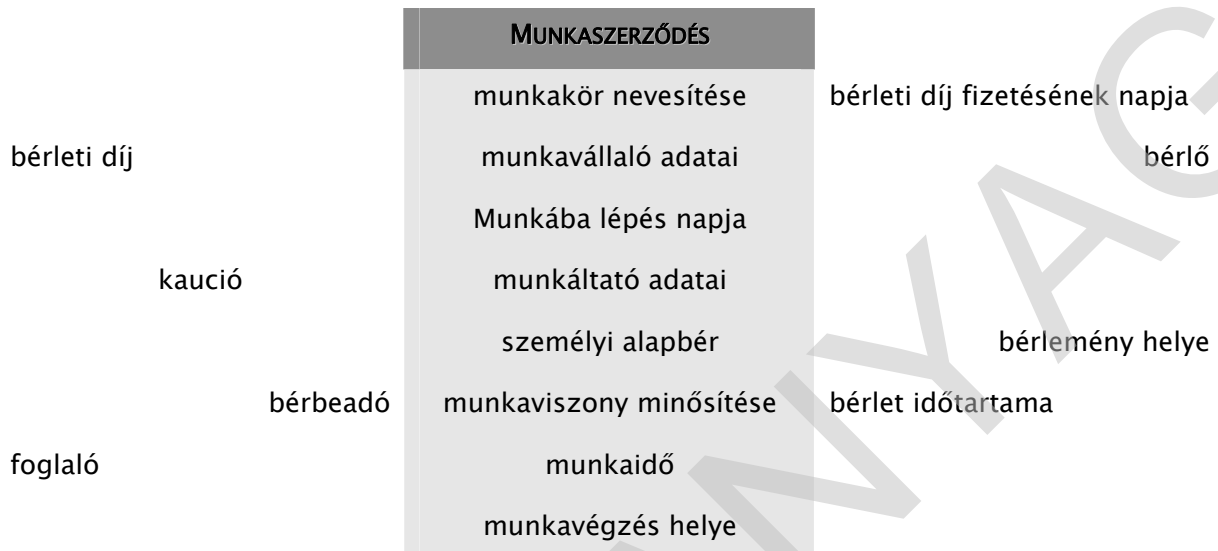 MUNKASZERZŐDÉS
munkakör nevesítése bérleti díj fizetésének napja
bérleti díj munkavállaló adatai bérlő
Munkába lépés napja
kaució munkáltató adatai
személyi alapbér bérlemény helye
bérbeadó munkaviszony minősítése bérlet időtartama
foglaló munkaidő
munkavégzés helye
NYAG